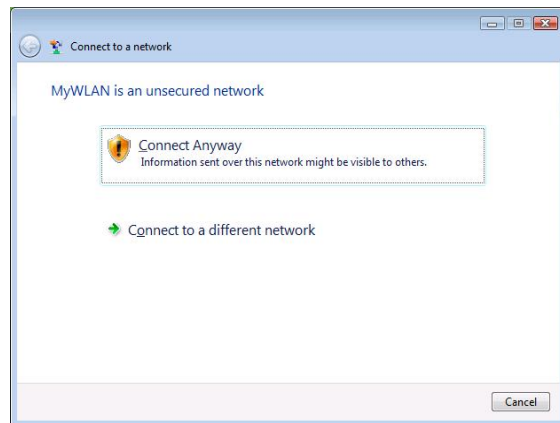 Connect to a network
MyWLAN is an unsecured network
Connect Anyway
Information sent over this network might be visible to others.
Connect to a different network
Cancel